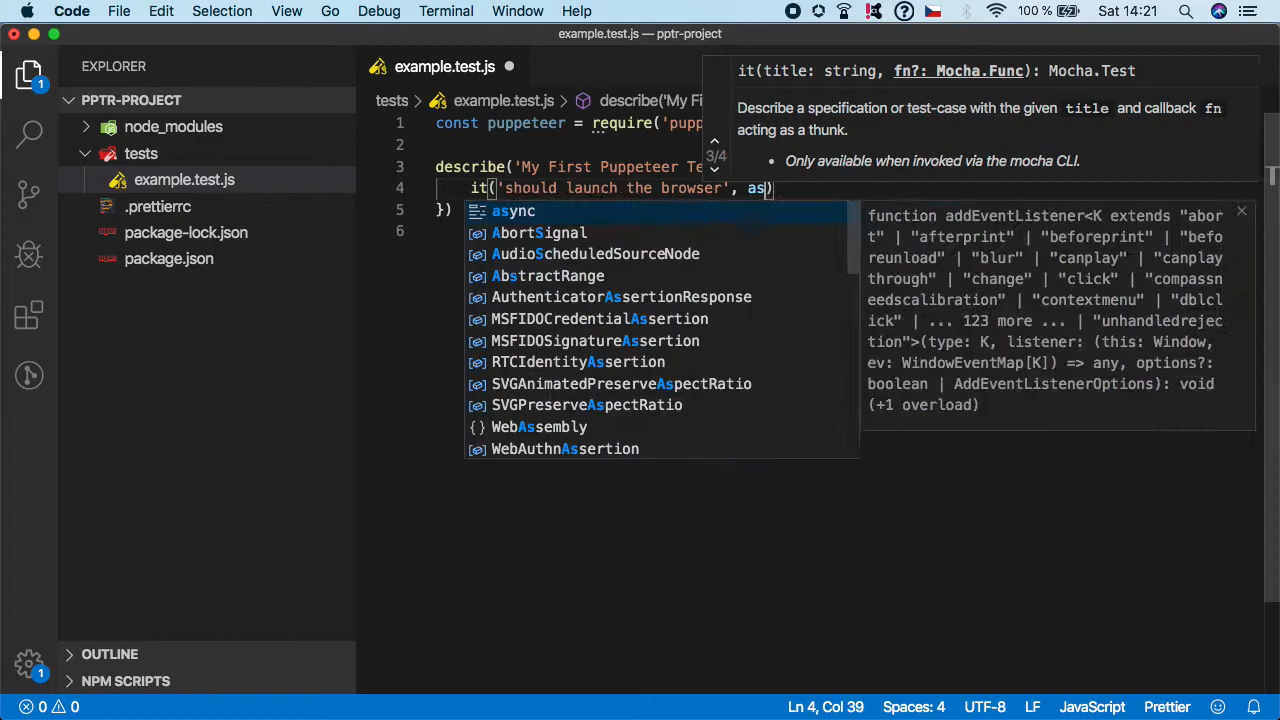 Code File Edit Selection View Go Debug Terminal Window Help 100 % Sat 14:21
example.test.js — pptr-project
EXPLORER
PPTR-PROJECT
node_modules
tests
example.test.js
.prettierrc
package-lock.json
package.json
OUTLINE
NPM SCRIPTS
1
1
example.test.js
tests > example.test.js > describe('My Fi
1 const puppeteer = require('pupp
2
3 describe('My First Puppeteer Te
4 it('should launch the browser', as)
5 })
6
it(title: string, fn?: Mocha.Func): Mocha.Test
Describe a specification or test-case with the given title and callback fn
acting as a thunk.
3/4
• Only available when invoked via the mocha CLI.
async
AbortSignal
AudioScheduledSourceNode
AbstractRange
AuthenticatorAssertionResponse
MSFIDOCredentialAssertion
MSFIDOSignatureAssertion
RTCIdentityAssertion
SVGAnimatedPreserveAspectRatio
SVGPreserveAspectRatio
{} WebAssembly
WebAuthnAssertion
function addEventListener<K extends "abor
t" | "afterprint" | "beforeprint" | "bef
oreunload" | "blur" | "canplay" | "canplay
through" | "change" | "click" | "compassn
eedscalibration" | "contextmenu" | "dblcl
ick" | ... 123 more ... | "unhandledrejec
tion">(type: K, listener: (this: Window,
ev: WindowEventMap[K]) => any, options?:
boolean | AddEventListenerOptions): void
(+1 overload)
0 0 Ln 4, Col 39 Spaces: 4 UTF-8 LF JavaScript Prettier